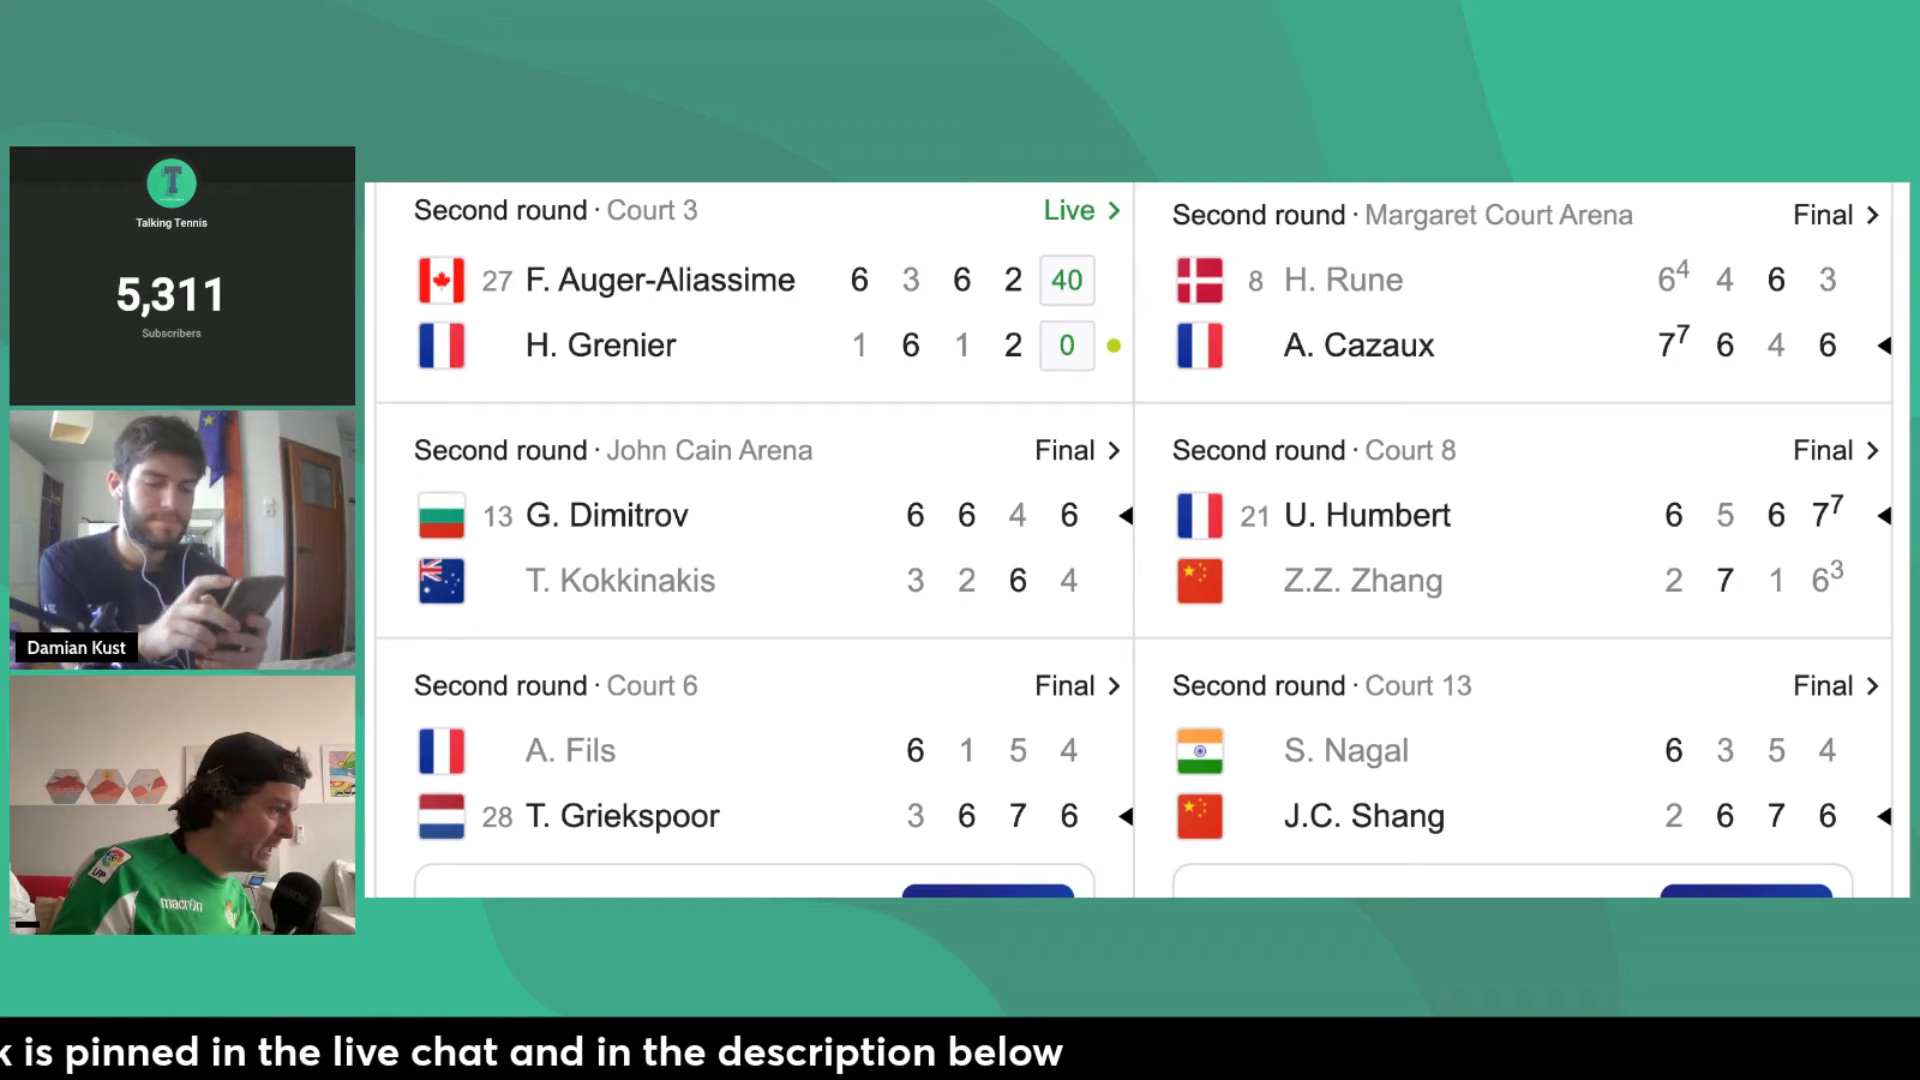 T
Talking Tennis
5,311
Subscribers
Damian Kust
LFP
macron
Second round · Court 3 Live
27 F. Auger-Aliassime 6 3 6 2 40
H. Grenier 1 6 1 2 0
Second round · Margaret Court Arena Final
8 H. Rune 6⁴ 4 6 3
A. Cazaux 7⁷ 6 4 6
Second round · John Cain Arena Final
13 G. Dimitrov 6 6 4 6
T. Kokkinakis 3 2 6 4
Second round · Court 8 Final
21 U. Humbert 6 5 6 7⁷
Z.Z. Zhang 2 7 1 6³
Second round · Court 6 Final
A. Fils 6 1 5 4
28 T. Griekspoor 3 6 7 6
Second round · Court 13 Final
S. Nagal 6 3 5 4
J.C. Shang 2 6 7 6
k is pinned in the live chat and in the description below